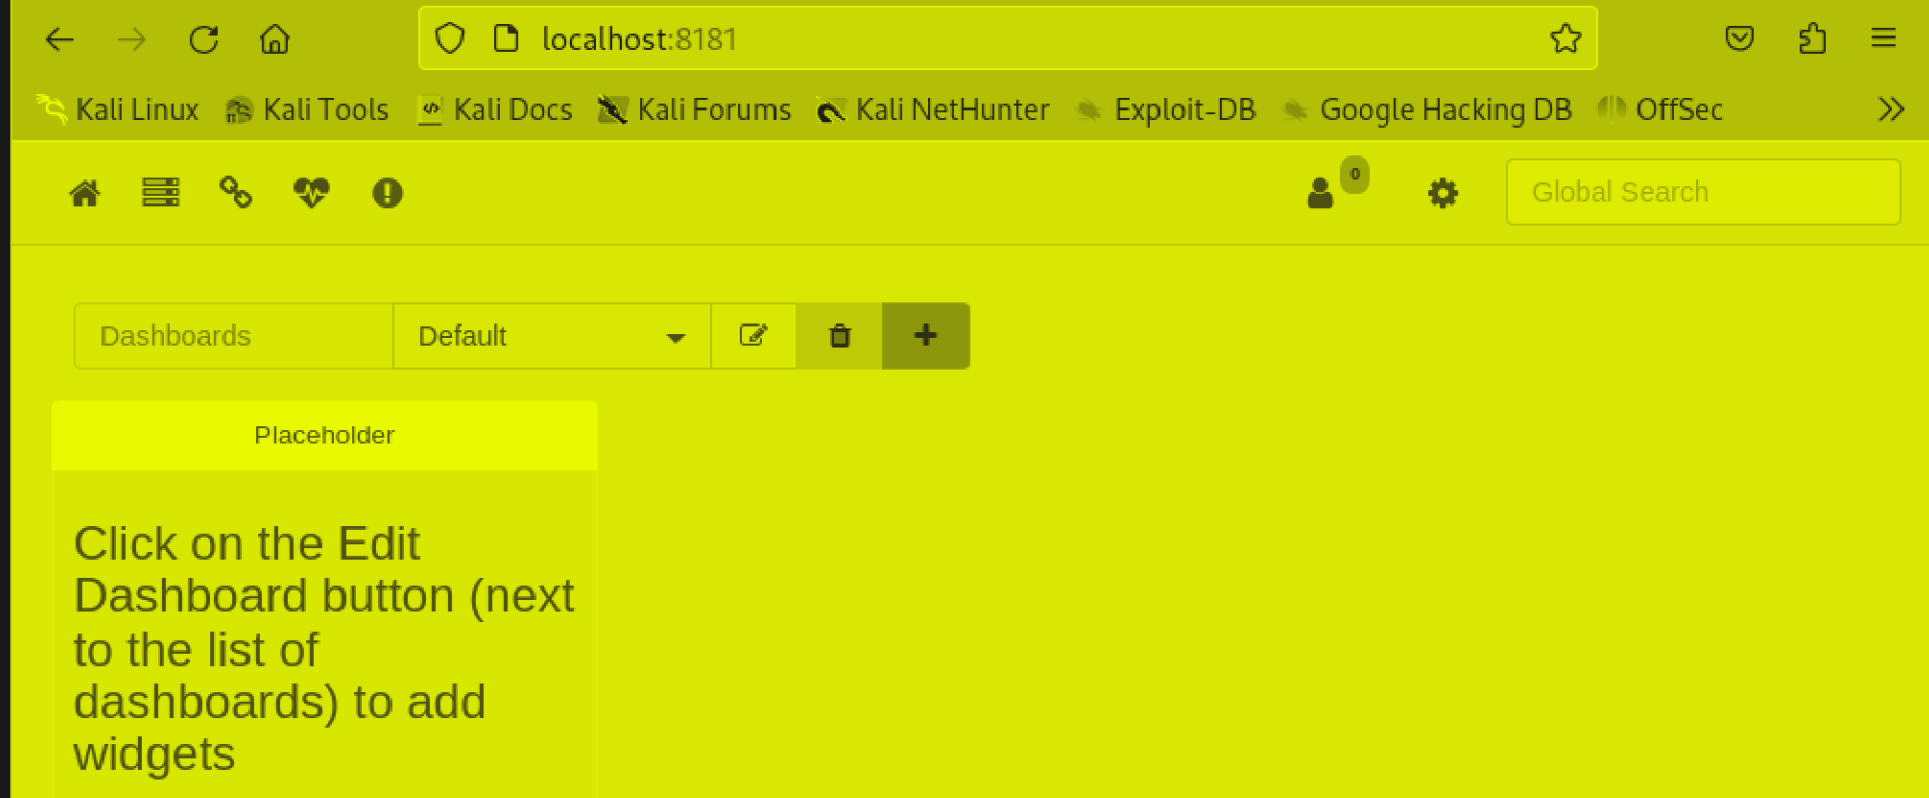 localhost:8181
Kali Linux Kali Tools Kali Docs Kali Forums Kali NetHunter Exploit-DB Google Hacking DB OffSec
0
Global Search
Dashboards Default
Placeholder
Click on the Edit
Dashboard button (next
to the list of
dashboards) to add
widgets